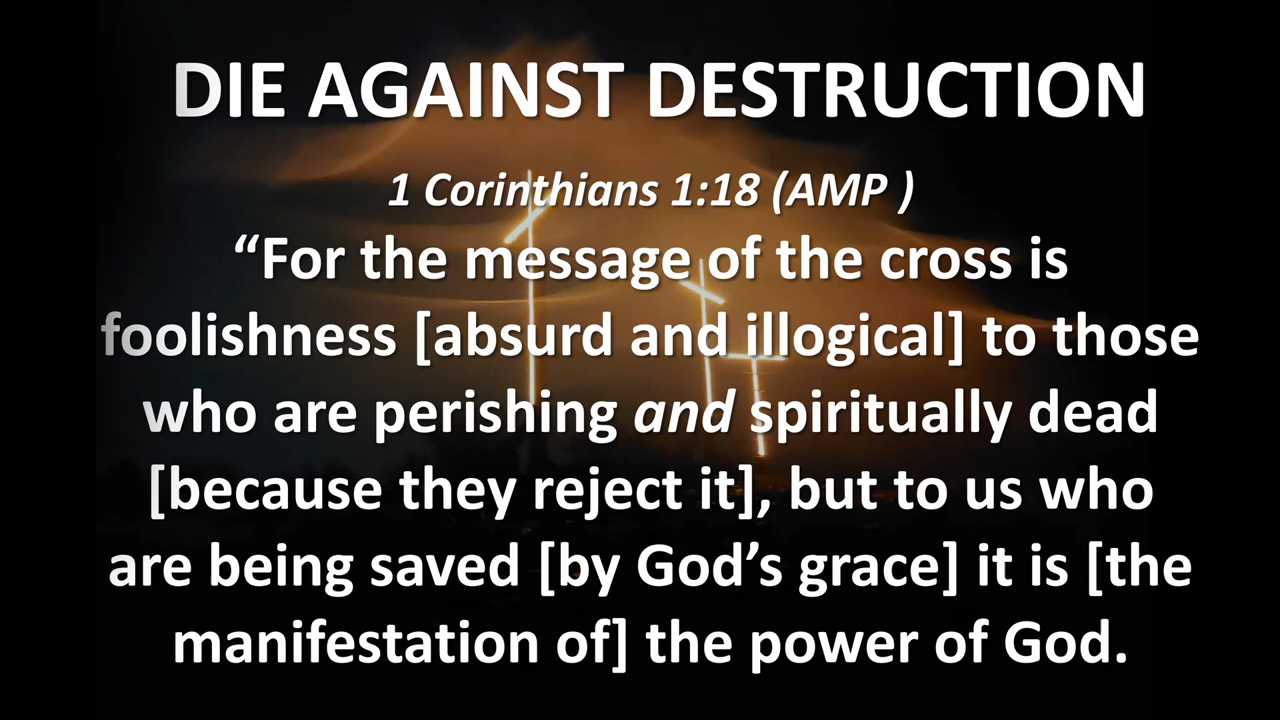 DIE AGAINST DESTRUCTION
1 Corinthians 1:18 (AMP )
“For the message of the cross is
foolishness [absurd and illogical] to those
who are perishing and spiritually dead
[because they reject it], but to us who
are being saved [by God’s grace] it is [the
manifestation of] the power of God.